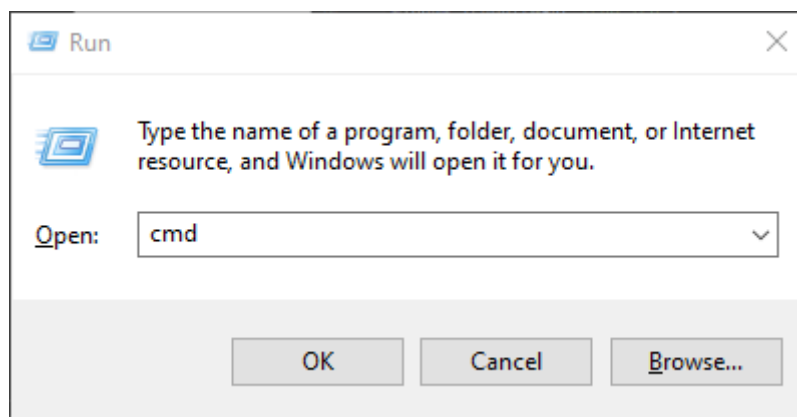 Run
Type the name of a program, folder, document, or Internet
resource, and Windows will open it for you.
Open: cmd
OK Cancel Browse...